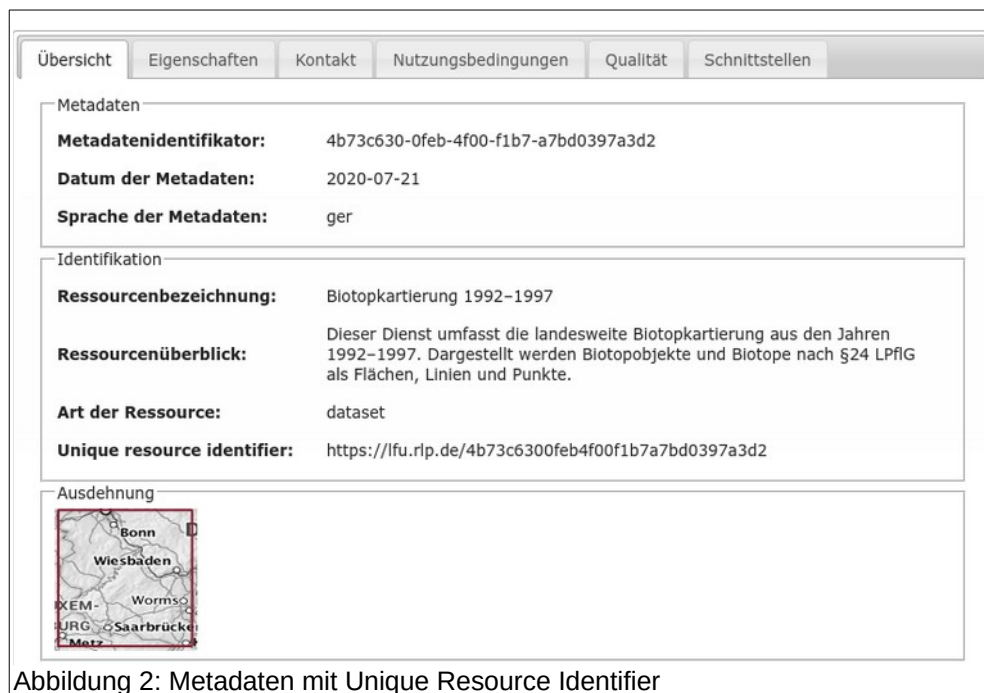 Übersicht Eigenschaften Kontakt Nutzungsbedingungen Qualität Schnittstellen
Metadaten
Metadatenidentifikator: 4b73c630-0feb-4f00-f1b7-a7bd0397a3d2
Datum der Metadaten: 2020-07-21
Sprache der Metadaten: ger
Identifikation
Ressourcenbezeichnung: Biotopkartierung 1992–1997
Ressourcenüberblick: Dieser Dienst umfasst die landesweite Biotopkartierung aus den Jahren
1992–1997. Dargestellt werden Biotopobjekte und Biotope nach §24 LPflG
als Flächen, Linien und Punkte.
Art der Ressource: dataset
Unique resource identifier: https://lfu.rlp.de/4b73c6300feb4f00f1b7a7bd0397a3d2
Ausdehnung
Bonn D
Wiesbaden
XEM- Worms
URG Saarbrücke
Metz
Abbildung 2: Metadaten mit Unique Resource Identifier